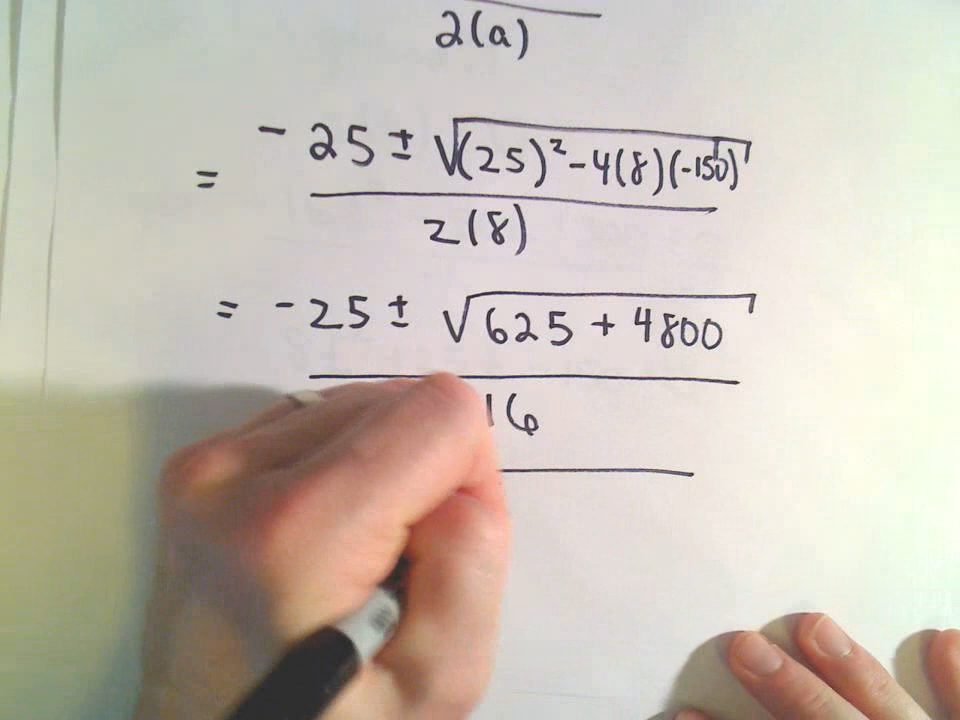 2(a)
= -25 ± √(25)² - 4(8)(-150)
2(8)
= -25 ± √625 + 4800
16